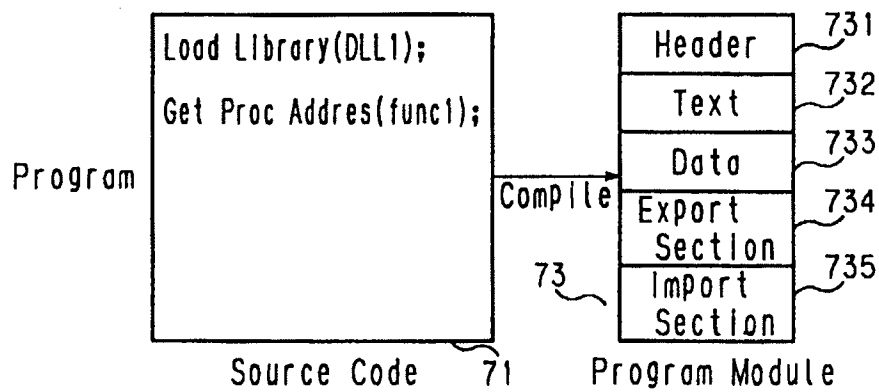 Load Library(DLL1);
Get Proc Addres(func1);
Program
Compile
Header
731
Text
732
Data
733
Export
Section
734
Import
Section
735
73
71
Source Code
Program Module